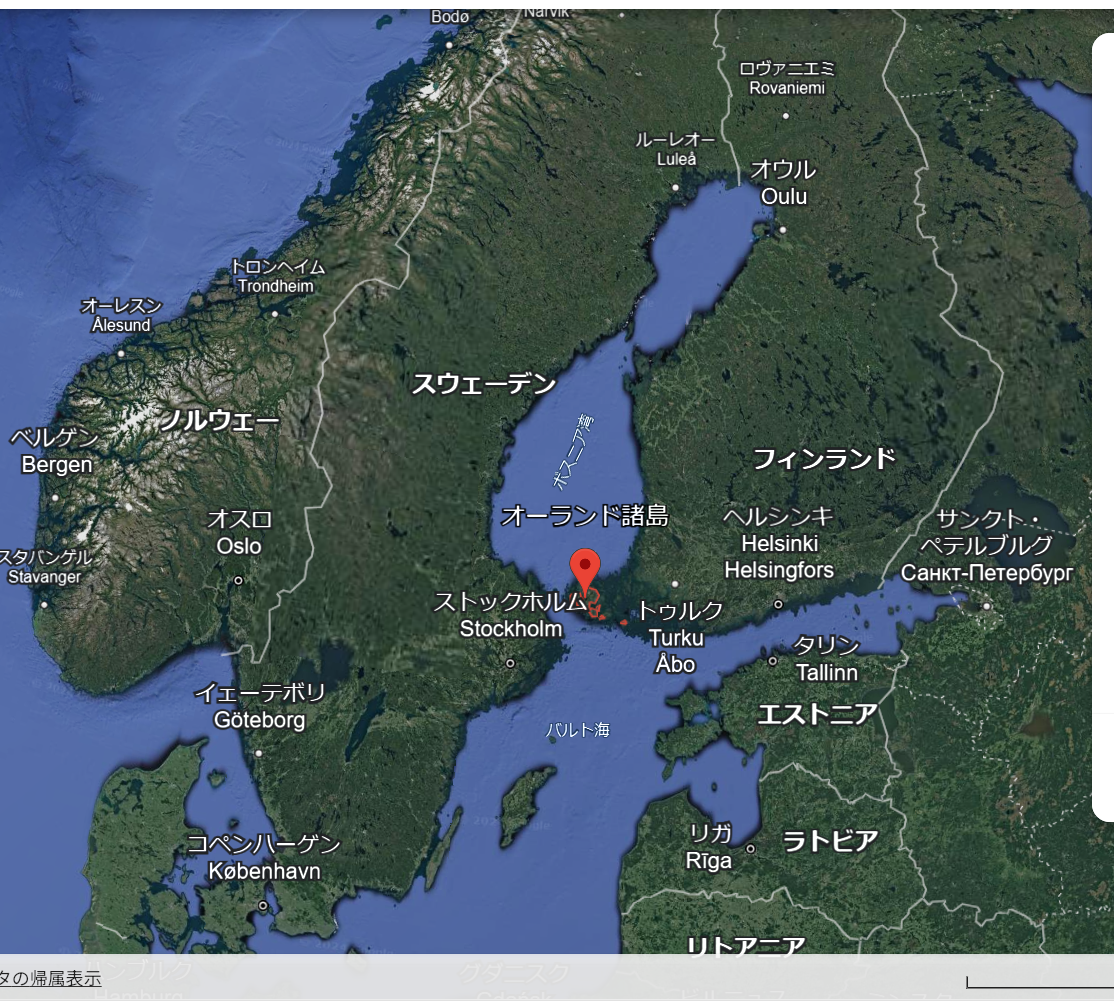 Bodø
Narvik
ロヴァニエミ
Rovaniemi
ルーレオー
Luleå
オウル
Oulu
トロンヘイム
Trondheim
オーレスン
Ålesund
スウェーデン
ノルウェー
ボスニア湾
ベルゲン
Bergen
フィンランド
オーランド諸島
オスロ
Oslo
ヘルシンキ
Helsinki
Helsingfors
サンクト
ペテルブルグ
Санкт-Петербург
スタバンゲル
Stavanger
ストックホルム
Stockholm
トゥルク
Turku
Åbo
タリン
Tallinn
イェーテボリ
Göteborg
エストニア
バルト海
リガ
Rīga
ラトビア
コペンハーゲン
København
リトアニア
タの帰属表示
ハンブルク
Hamburg
グダニスク
Gdańsk